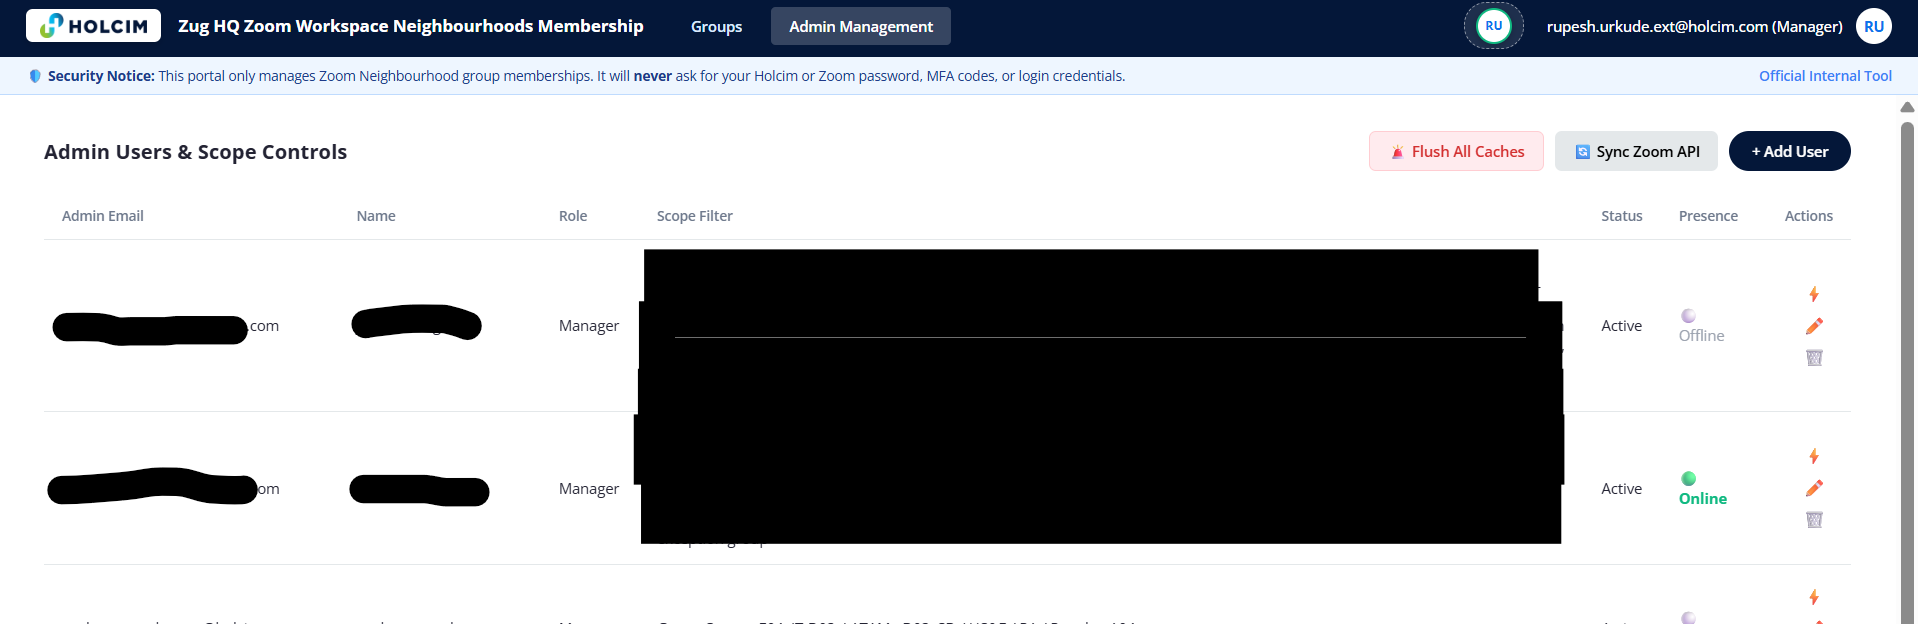 HOLCIM
Zug HQ Zoom Workspace Neighbourhoods Membership
Groups
Admin Management
RU
rupesh.urkude.ext@holcim.com (Manager)
RU
Security Notice: This portal only manages Zoom Neighbourhood group memberships. It will never ask for your Holcim or Zoom password, MFA codes, or login credentials.
Official Internal Tool
Admin Users & Scope Controls
Flush All Caches
Sync Zoom API
+ Add User
Admin Email Name Role Scope Filter Status Presence Actions
.com Manager Active Offline
om Manager Active Online